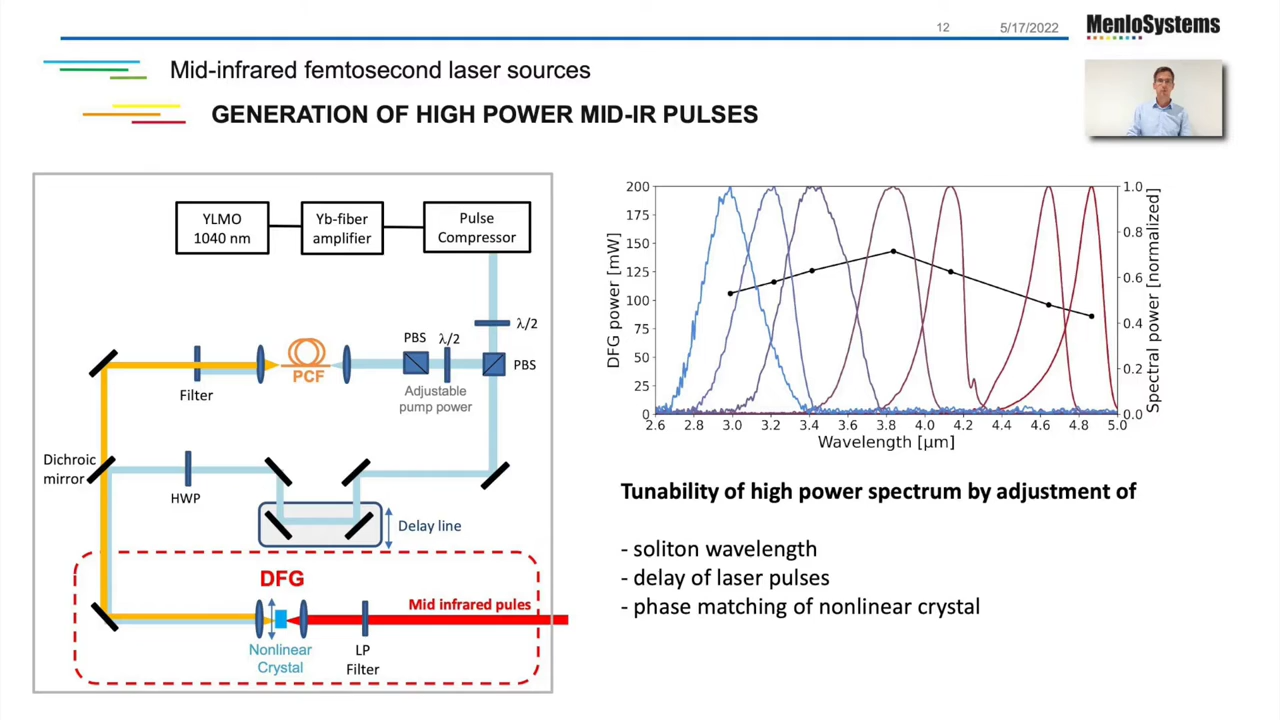 12
5/17/2022
MenloSystems
Mid-infrared femtosecond laser sources
GENERATION OF HIGH POWER MID-IR PULSES
YLMO
1040 nm
Yb-fiber
amplifier
Pulse
Compressor
λ/2
PBS
λ/2
PBS
PCF
Adjustable
pump power
Filter
Dichroic
mirror
HWP
Delay line
DFG
Mid infrared pules
Nonlinear
Crystal
LP
Filter
DFG power [mW]
200
175
150
125
100
75
50
25
0
1.0
0.8
0.6
0.4
0.2
0.0
Spectral power [normalized]
2.6 2.8 3.0 3.2 3.4 3.6 3.8 4.0 4.2 4.4 4.6 4.8 5.0
Wavelength [μm]
Tunability of high power spectrum by adjustment of
- soliton wavelength
- delay of laser pulses
- phase matching of nonlinear crystal